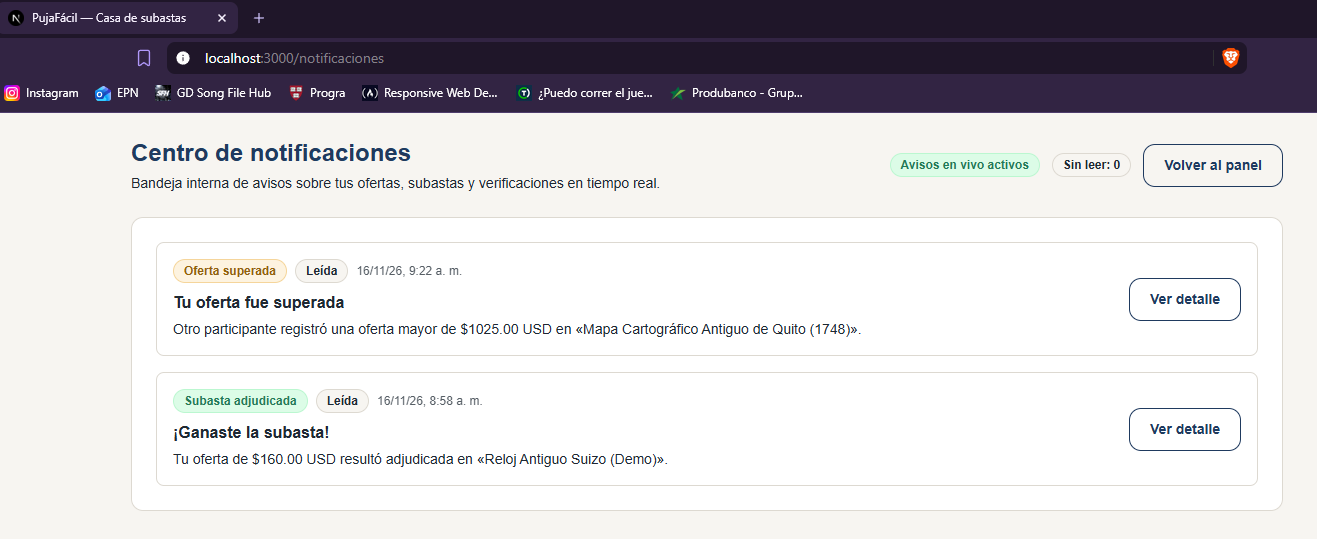 PujaFácil — Casa de subastas
localhost:3000/notificaciones
Instagram
EPN
GD Song File Hub
Progra
Responsive Web De...
¿Puedo correr el jue...
Produbanco - Grup...
Centro de notificaciones
Bandeja interna de avisos sobre tus ofertas, subastas y verificaciones en tiempo real.
Avisos en vivo activos
Sin leer: 0
Volver al panel
Oferta superada
Leída
16/11/26, 9:22 a. m.
Tu oferta fue superada
Otro participante registró una oferta mayor de $1025.00 USD en «Mapa Cartográfico Antiguo de Quito (1748)».
Ver detalle
Subasta adjudicada
Leída
16/11/26, 8:58 a. m.
¡Ganaste la subasta!
Tu oferta de $160.00 USD resultó adjudicada en «Reloj Antiguo Suizo (Demo)».
Ver detalle